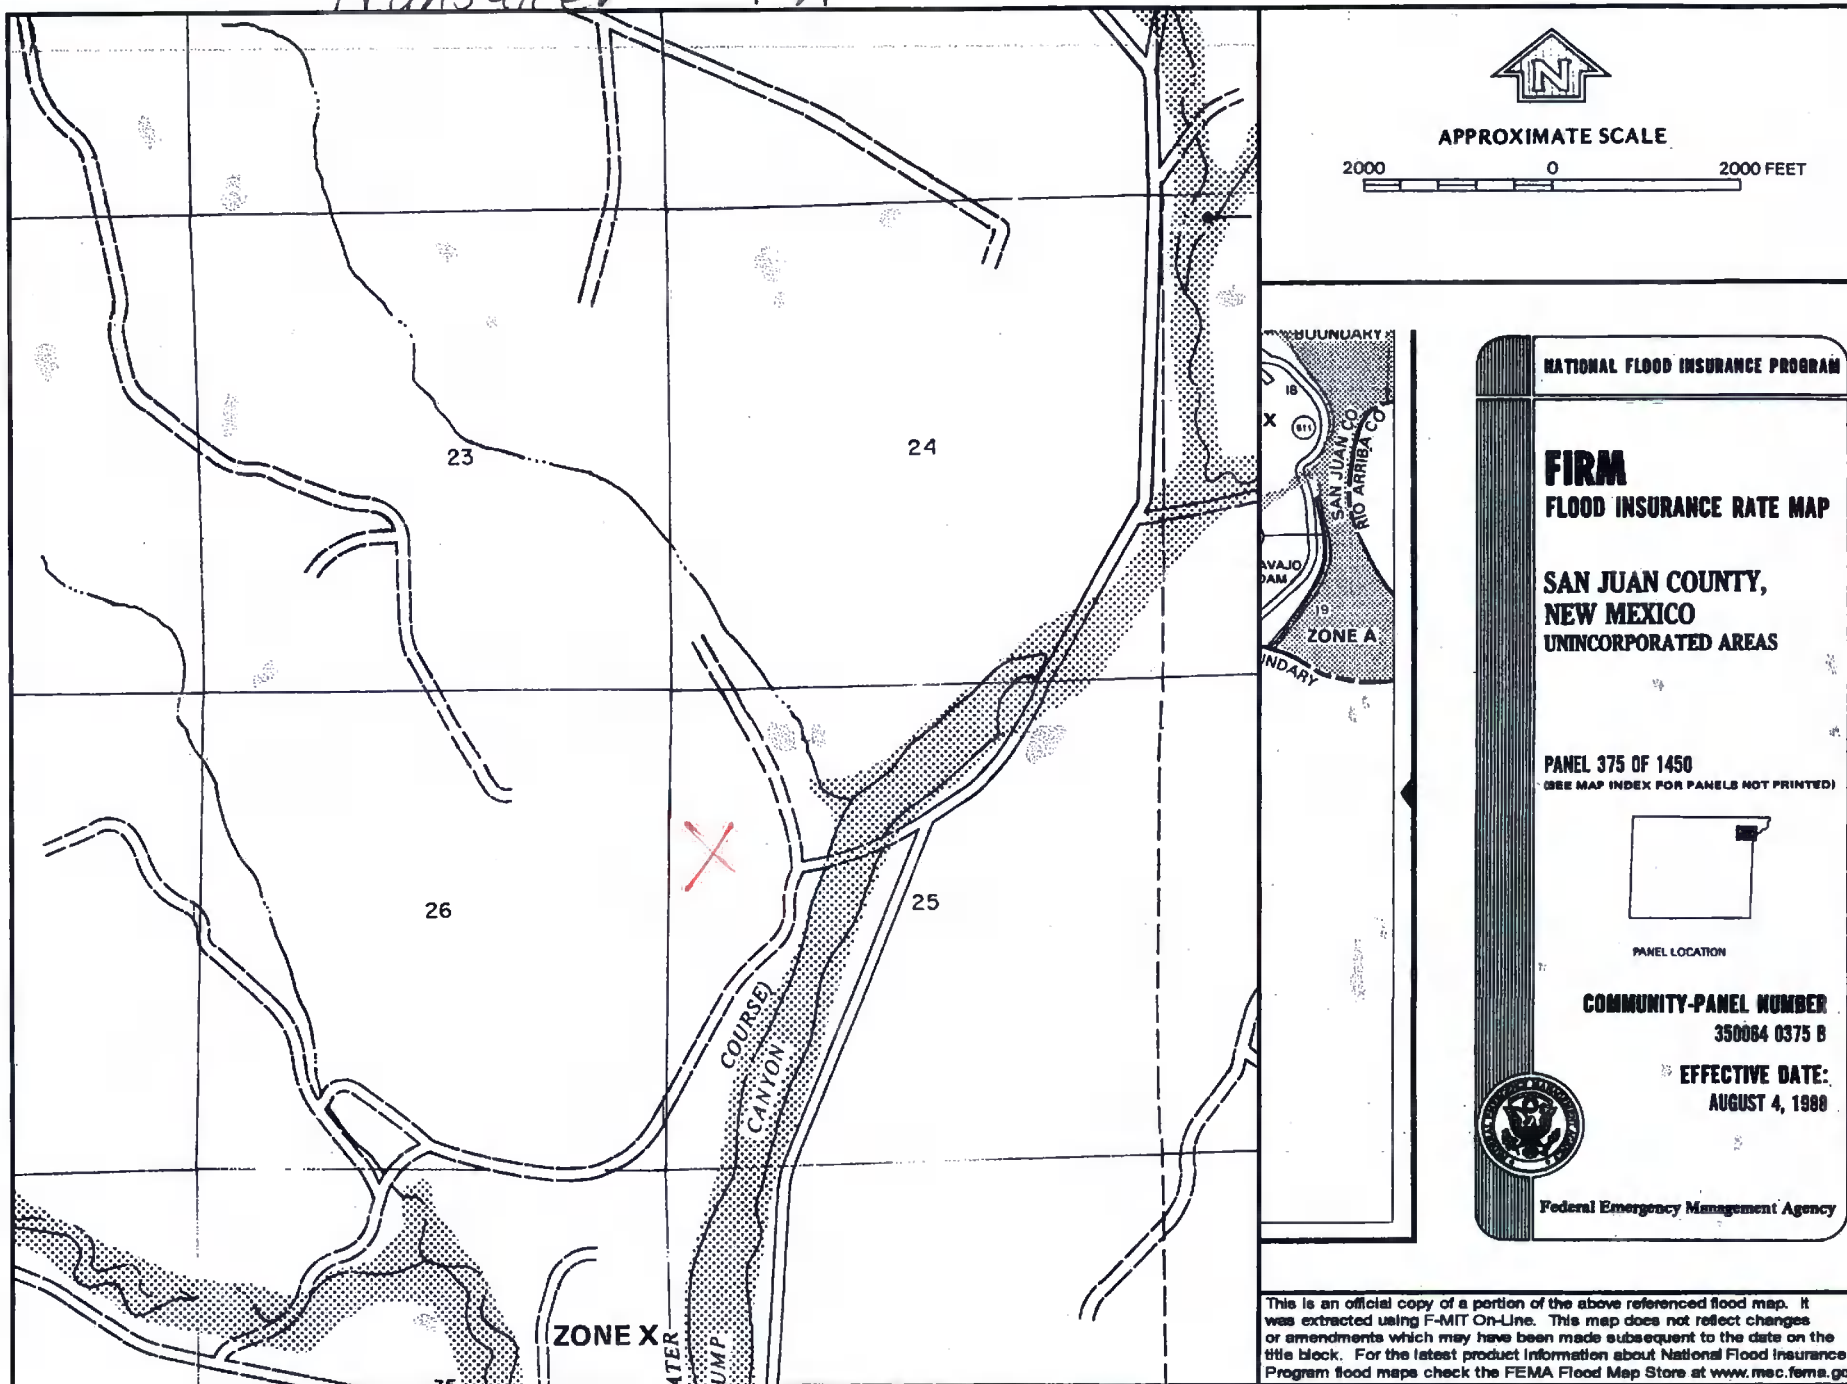 N
APPROXIMATE SCALE
2000 0 2000 FEET
23
24
26
25
COURSE)
CANYON
ZONE X
BOUNDARY
18
X
511
SAN JUAN CO
RIO ARRIBA CO
19
ZONE A
NATIONAL FLOOD INSURANCE PROGRAM
FIRM
FLOOD INSURANCE RATE MAP
SAN JUAN COUNTY,
NEW MEXICO
UNINCORPORATED AREAS
PANEL 375 OF 1450
(SEE MAP INDEX FOR PANELS NOT PRINTED)
PANEL LOCATION
COMMUNITY-PANEL NUMBER
350064 0375 B
EFFECTIVE DATE:
AUGUST 4, 1988
Federal Emergency Management Agency
This is an official copy of a portion of the above referenced flood map. It
was extracted using F-MIT On-Line. This map does not reflect changes
or amendments which may have been made subsequent to the date on the
title block. For the latest product information about National Flood Insurance
Program flood maps check the FEMA Flood Map Store at www.msc.fema.go